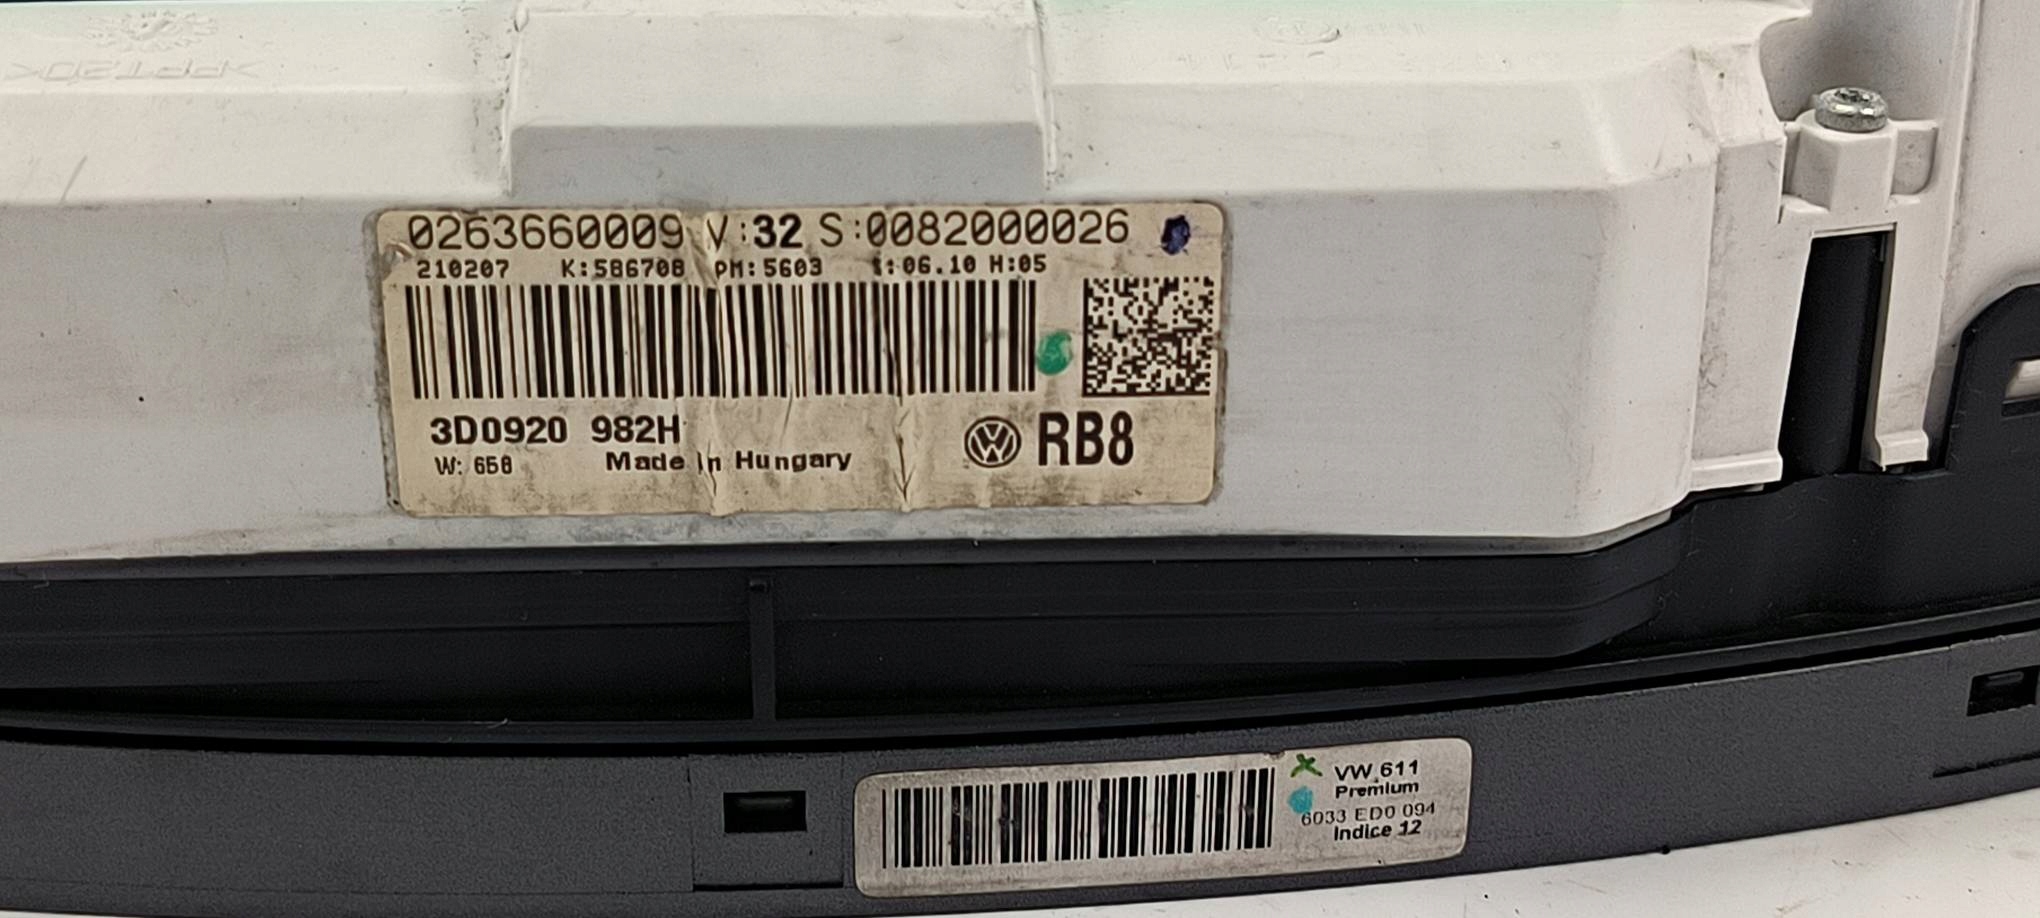 >PPT20<
0263660009 V:32 S:0082000026
210207 K:586708 PM:5603 :06.10 H:05
3D0920 982H
RB8
W: 658
Made in Hungary
VW 611
Premium
6033 ED0 094
Indice 12